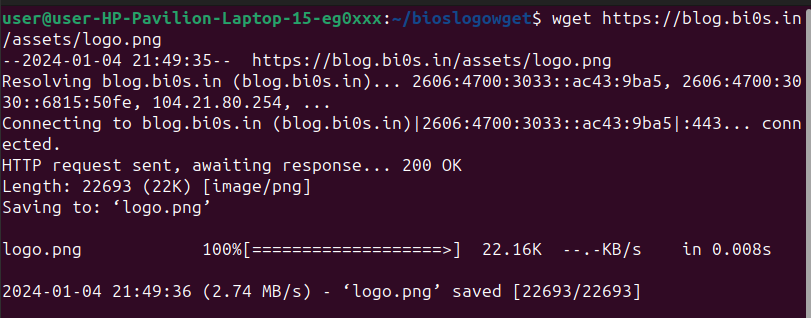 user@user-HP-Pavilion-Laptop-15-eg0xxx:~/bioslogowget$ wget https://blog.bi0s.in
/assets/logo.png
--2024-01-04 21:49:35--  https://blog.bi0s.in/assets/logo.png
Resolving blog.bi0s.in (blog.bi0s.in)... 2606:4700:3033::ac43:9ba5, 2606:4700:30
30::6815:50fe, 104.21.80.254, ...
Connecting to blog.bi0s.in (blog.bi0s.in)|2606:4700:3033::ac43:9ba5|:443... conn
ected.
HTTP request sent, awaiting response... 200 OK
Length: 22693 (22K) [image/png]
Saving to: ‘logo.png’
logo.png            100%[===================>]  22.16K  --.-KB/s    in 0.008s
2024-01-04 21:49:36 (2.74 MB/s) - ‘logo.png’ saved [22693/22693]